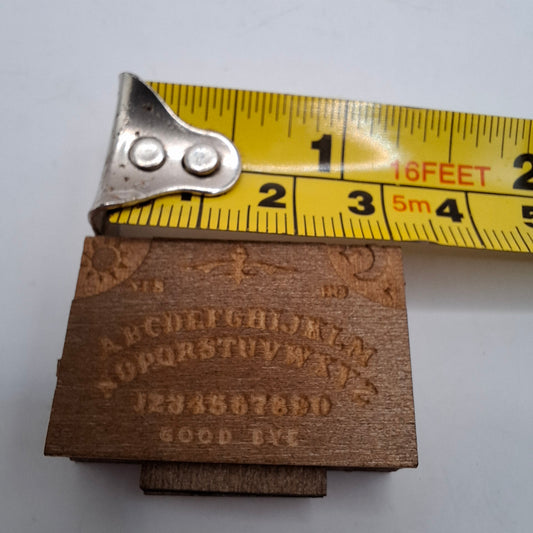 1 2
16FEET
2 3 5m 4 5
YES NO
ABCDEFGHIJKLM
NOPQRSTUVWXYZ
1234567890
GOOD BYE